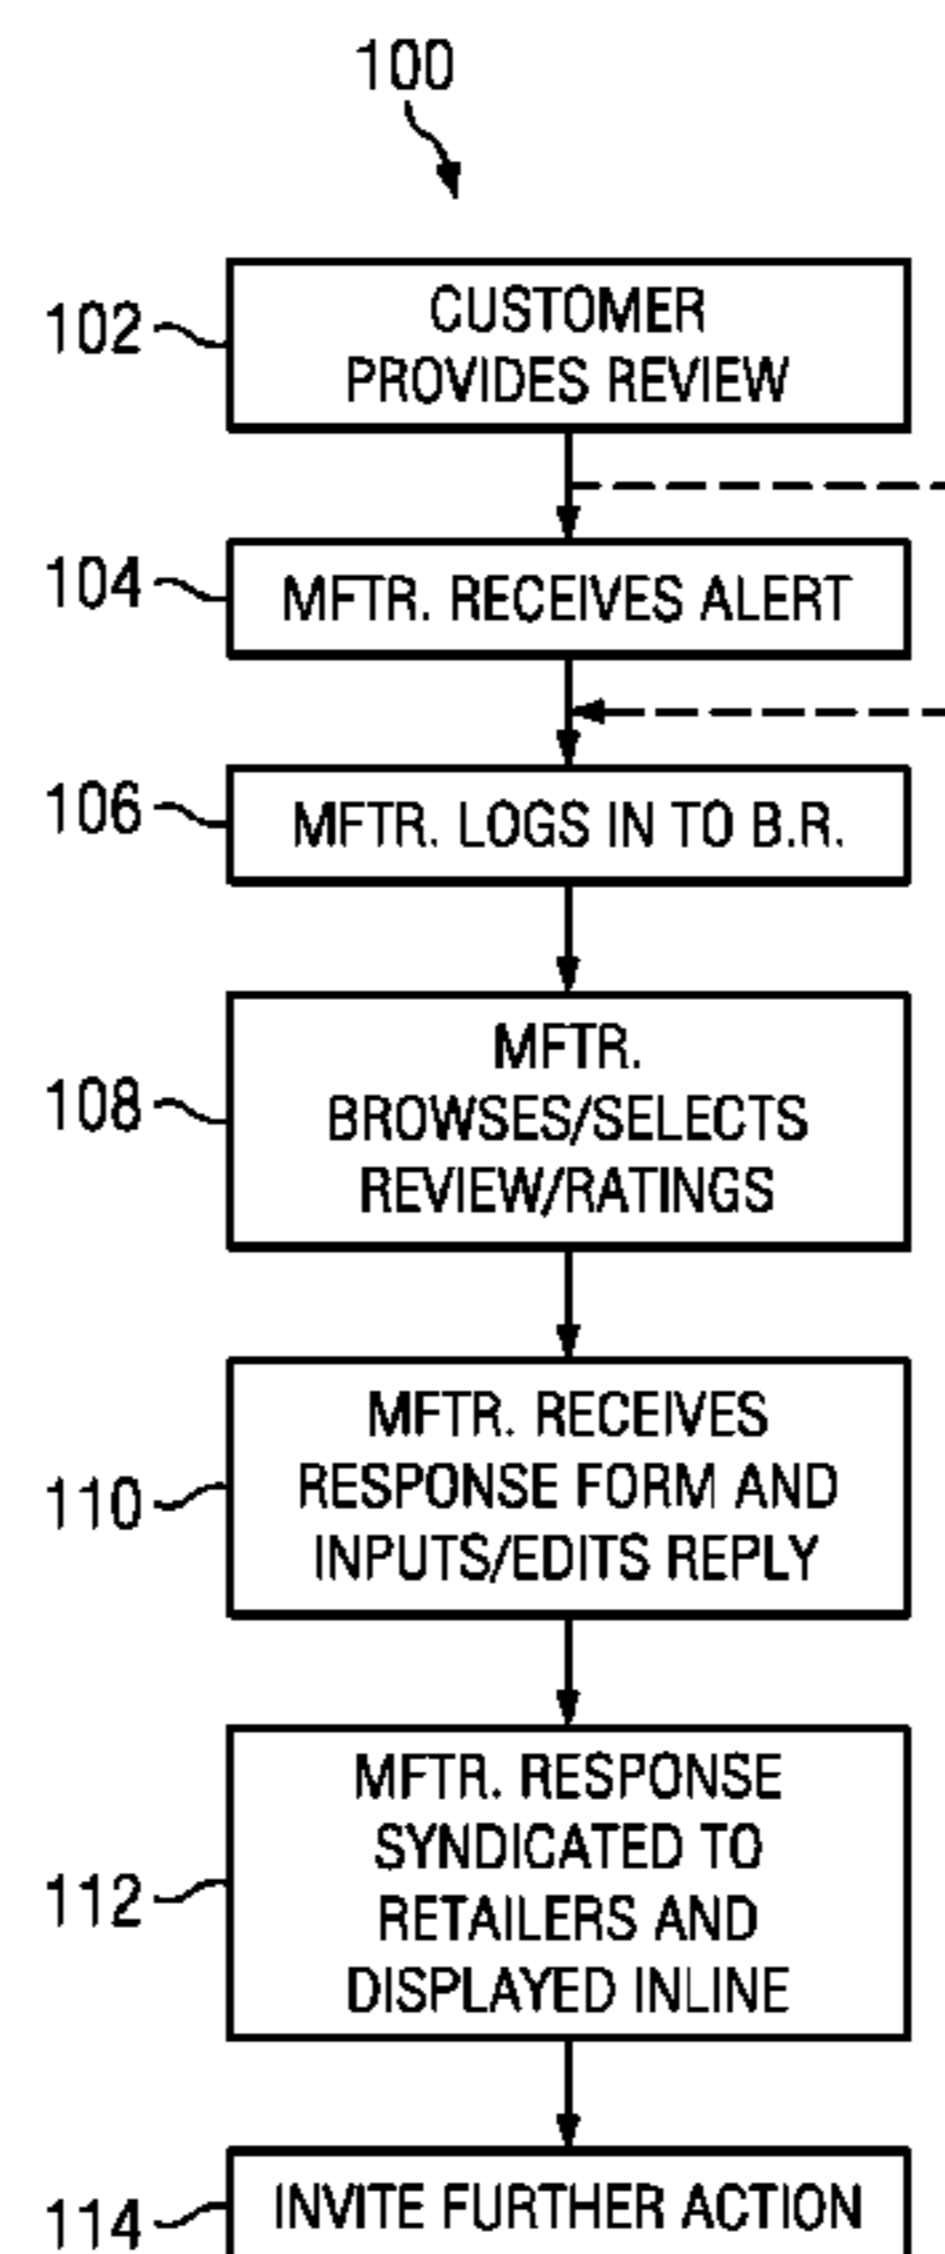 100
102
CUSTOMER
PROVIDES REVIEW
104
MFTR. RECEIVES ALERT
106
MFTR. LOGS IN TO B.R.
108
MFTR.
BROWSES/SELECTS
REVIEW/RATINGS
110
MFTR. RECEIVES
RESPONSE FORM AND
INPUTS/EDITS REPLY
112
MFTR. RESPONSE
SYNDICATED TO
RETAILERS AND
DISPLAYED INLINE
114
INVITE FURTHER ACTION